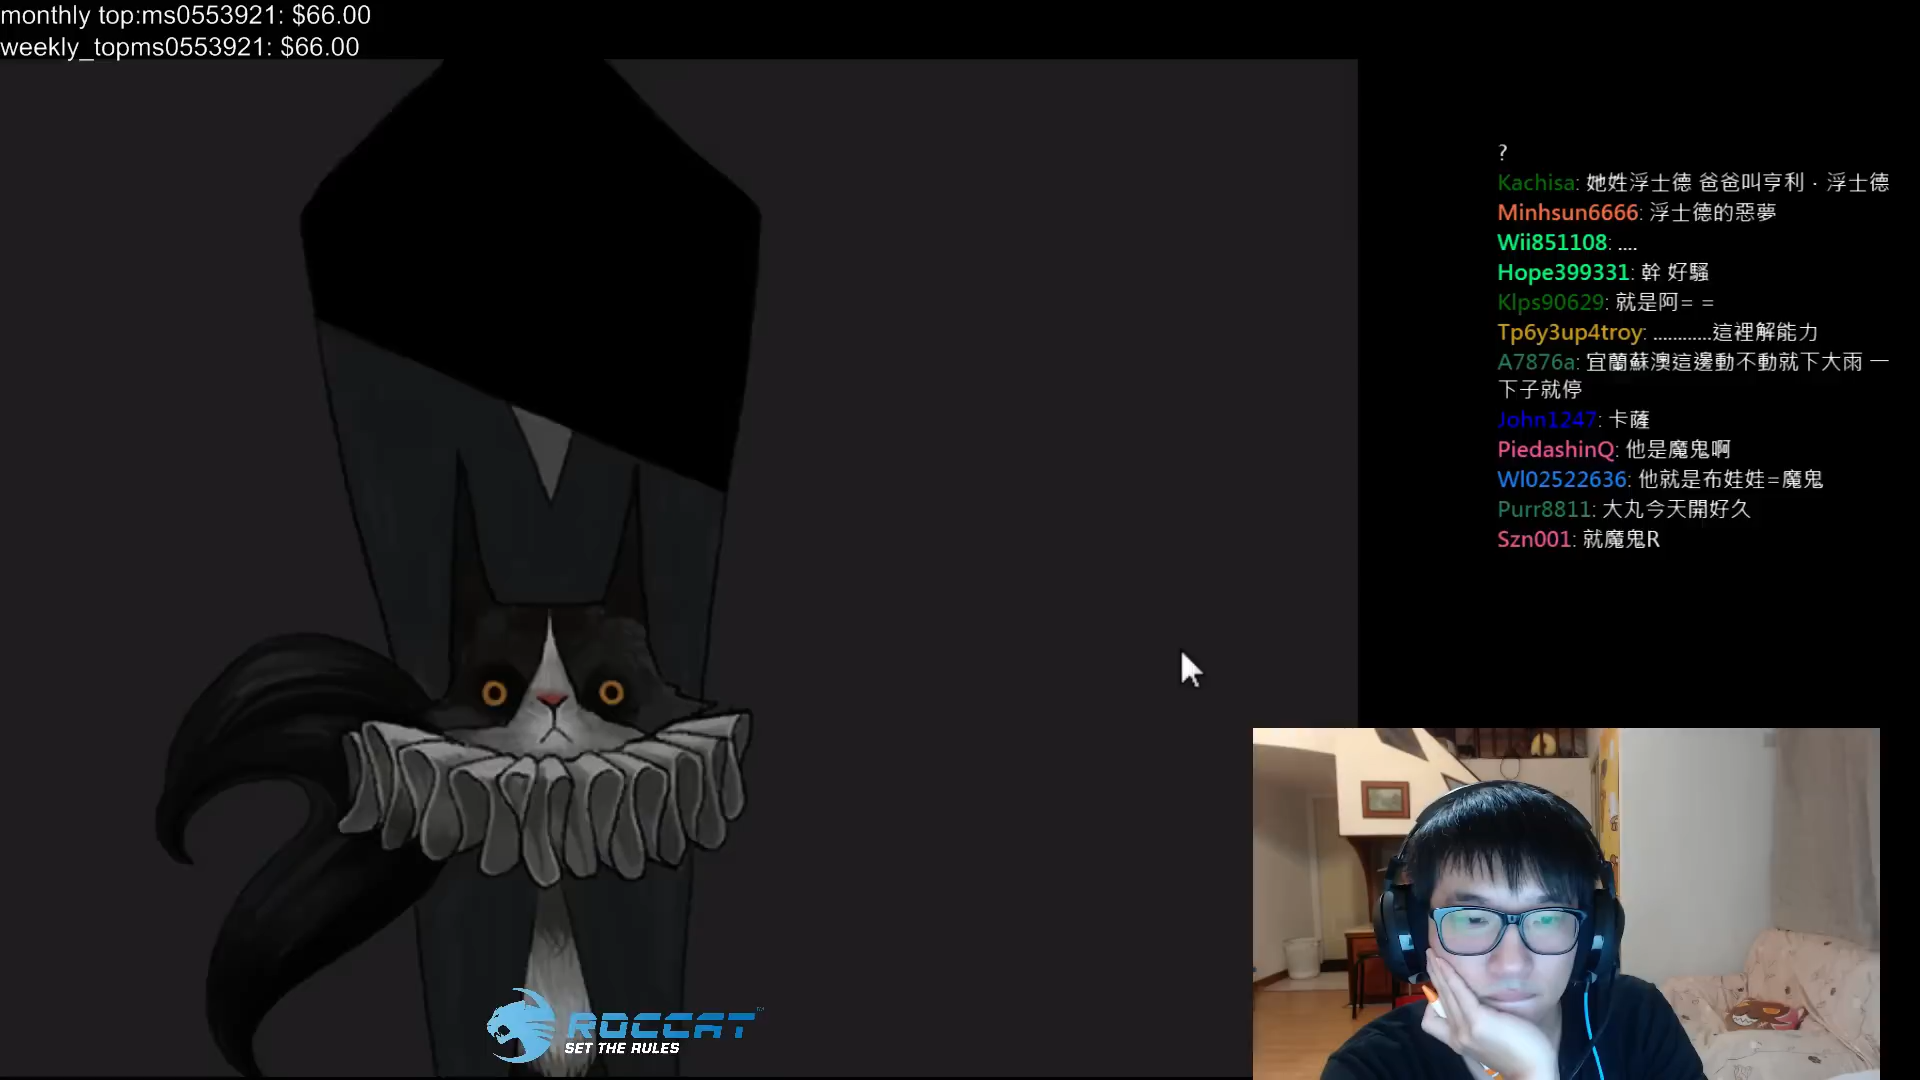 monthly top:ms0553921: $66.00
weekly_topms0553921: $66.00
?
Kachisa: 她姓浮士德 爸爸叫亨利·浮士德
Minhsun6666: 浮士德的惡夢
Wii851108: ....
Hope399331: 幹 好騷
Klps90629: 就是阿= =
Tp6y3up4troy: ............這裡解能力
A7876a: 宜蘭蘇澳這邊動不動就下大雨 一
下子就停
John1247: 卡薩
PiedashinQ: 他是魔鬼啊
Wl02522636: 他就是布娃娃=魔鬼
Purr8811: 大丸今天開好久
Szn001: 就魔鬼R
ROCCAT™
SET THE RULES